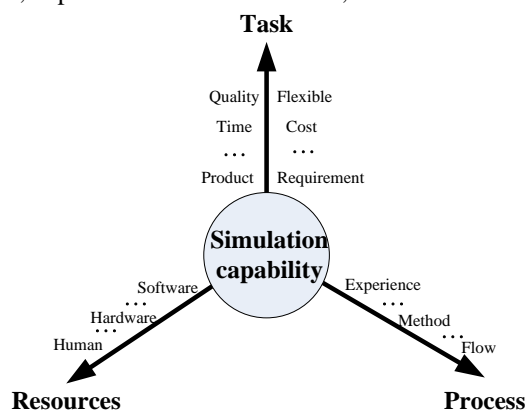 Task
Quality Flexible
Time Cost
... ...
Product Requirement
Simulation
capability
Software
...
Hardware
...
Human
Experience
...
Method
...
Flow
Resources
Process